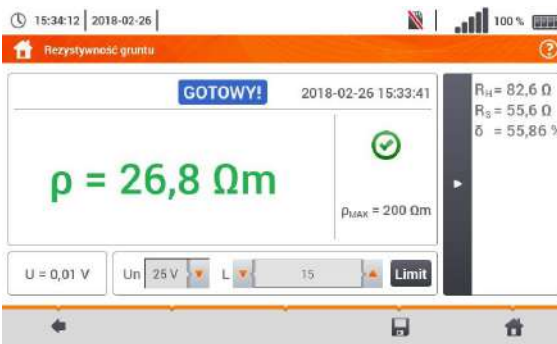 15:34:12 2018-02-26 100 %
Rezystywność gruntu
GOTOWY! 2018-02-26 15:33:41
ρ = 26,8 Ωm
ρMAX = 200 Ωm
RH = 82,6 Ω
RS = 55,6 Ω
δ = 55,86 %
U = 0,01 V
Un 25 V L 15 Limit